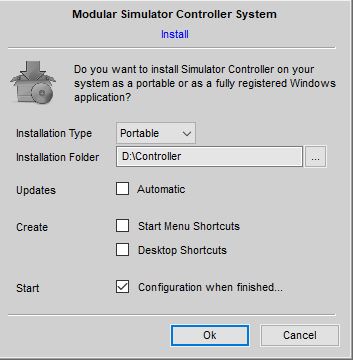 Modular Simulator Controller System
Install
Do you want to install Simulator Controller on your
system as a portable or as a fully registered Windows
application?
Installation Type
Portable
Installation Folder
D:\Controller
...
Updates
Automatic
Create
Start Menu Shortcuts
Desktop Shortcuts
Start
Configuration when finished...
Ok
Cancel